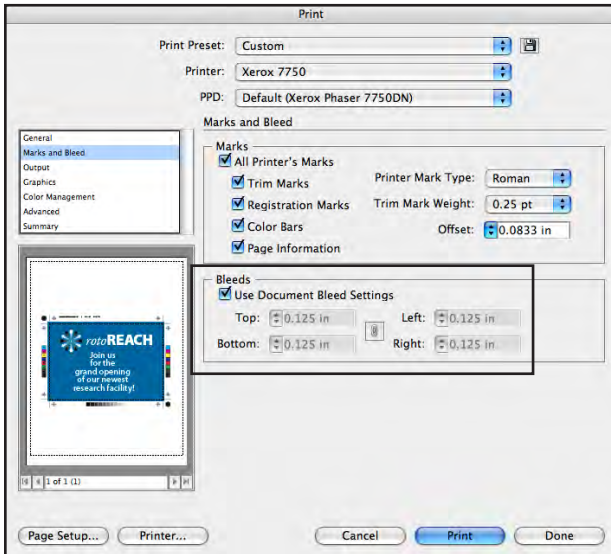 Print
Print Preset: Custom
Printer: Xerox 7750
PPD: Default (Xerox Phaser 7750DN)
General
Marks and Bleed
Output
Graphics
Color Management
Advanced
Summary
Marks and Bleed
Marks
All Printer's Marks
Trim Marks
Registration Marks
Color Bars
Page Information
Printer Mark Type: Roman
Trim Mark Weight: 0.25 pt
Offset: 0.0833 in
Bleeds
Use Document Bleed Settings
Top: 0.125 in Left: 0.125 in
Bottom: 0.125 in Right: 0.125 in
rotoREACH
Join us
for the
grand opening
of our newest
research facility!
1 of 1 (1)
Page Setup... Printer... Cancel Print Done